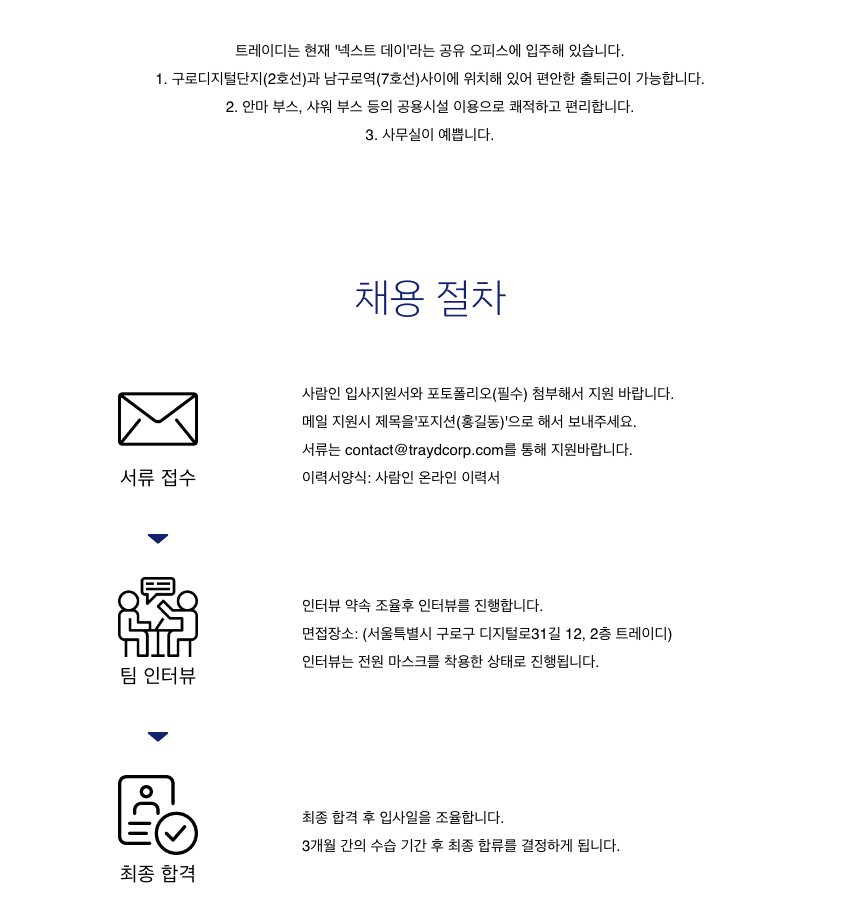 트레이디는 현재 '넥스트 데이'라는 공유 오피스에 입주해 있습니다.
1. 구로디지털단지(2호선)과 남구로역(7호선)사이에 위치해 있어 편안한 출퇴근이 가능합니다.
2. 안마 부스, 샤워 부스 등의 공용시설 이용으로 쾌적하고 편리합니다.
3. 사무실이 예쁩니다.
채용 절차
서류 접수
사람인 입사지원서와 포토폴리오(필수) 첨부해서 지원 바랍니다.
메일 지원시 제목을'포지션(홍길동)'으로 해서 보내주세요.
서류는 contact@traydcorp.com를 통해 지원바랍니다.
이력서양식: 사람인 온라인 이력서
팀 인터뷰
인터뷰 약속 조율후 인터뷰를 진행합니다.
면접장소: (서울특별시 구로구 디지털로31길 12, 2층 트레이디)
인터뷰는 전원 마스크를 착용한 상태로 진행됩니다.
최종 합격
최종 합격 후 입사일을 조율합니다.
3개월 간의 수습 기간 후 최종 합류를 결정하게 됩니다.